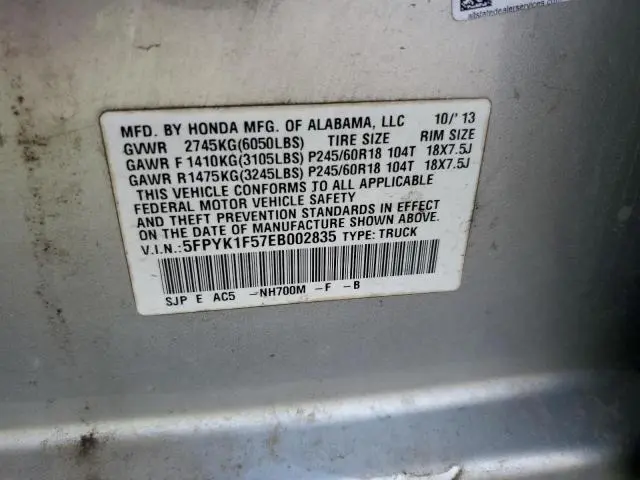 allstatedealerservices.com
MFD. BY HONDA MFG. OF ALABAMA, LLC 10/'13
GVWR 2745KG(6050LBS) TIRE SIZE RIM SIZE
GAWR F 1410KG(3105LBS) P245/60R18 104T 18X7.5J
GAWR R1475KG(3245LBS) P245/60R18 104T 18X7.5J
THIS VEHICLE CONFORMS TO ALL APPLICABLE
FEDERAL MOTOR VEHICLE SAFETY
AND THEFT PREVENTION STANDARDS IN EFFECT
ON THE DATE OF MANUFACTURE SHOWN ABOVE.
V.I.N.: 5FPYK1F57EB002835 TYPE: TRUCK
SJP E AC5 -NH700M -F -B